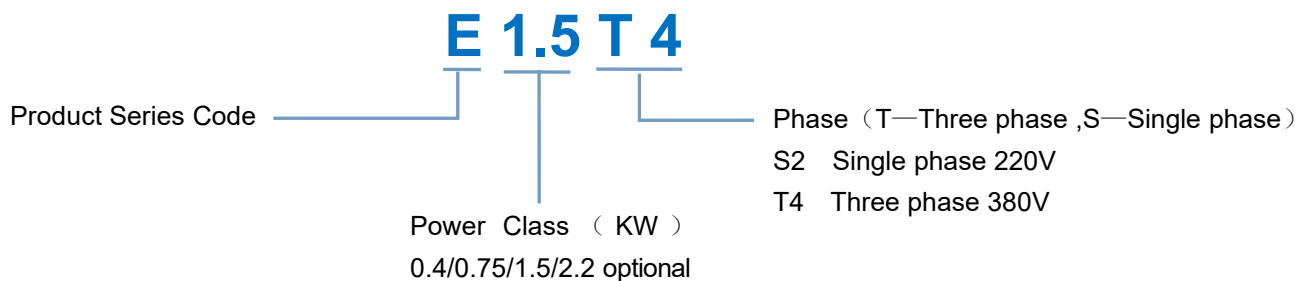 E 1.5 T 4
Product Series Code
Phase（T—Three phase ,S—Single phase）
S2 Single phase 220V
T4 Three phase 380V
Power Class （ KW ）
0.4/0.75/1.5/2.2 optional